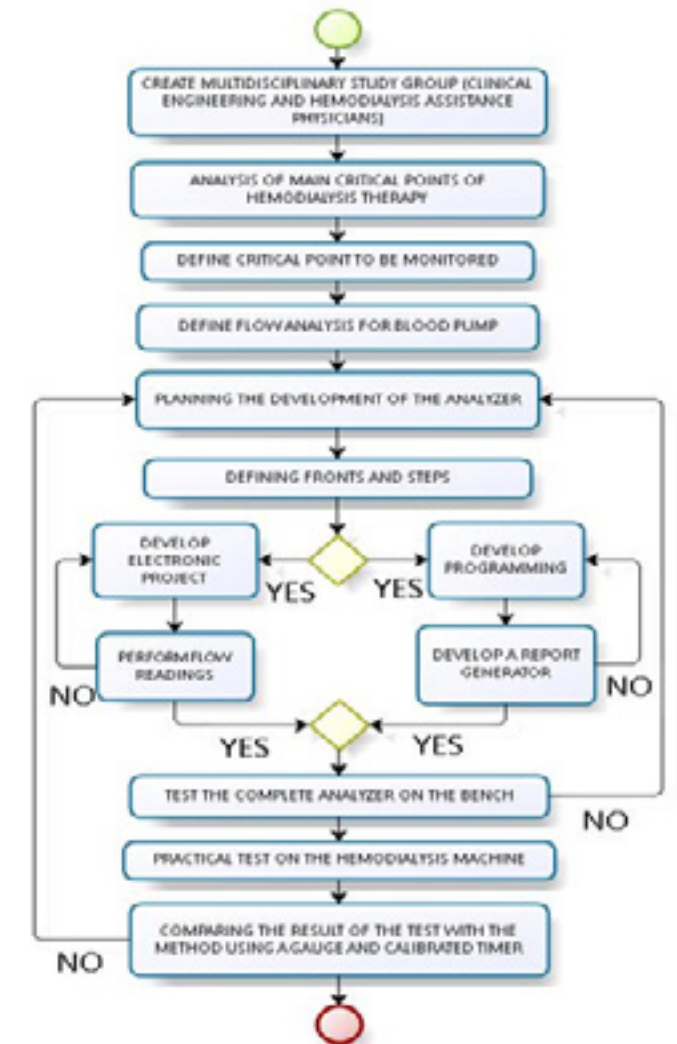 CREATE MULTIDISCIPLINARY STUDY GROUP (CLINICAL
ENGINEERING AND HEMODIALYSIS ASSISTANCE
PHYSICIANS)
ANALYSIS OF MAIN CRITICAL POINTS OF
HEMODIALYSIS THERAPY
DEFINE CRITICAL POINT TO BE MONITORED
DEFINE FLOW ANALYSIS FOR BLOOD PUMP
PLANNING THE DEVELOPMENT OF THE ANALYZER
DEFINING FRONTS AND STEPS
DEVELOP
ELECTRONIC
PROJECT
YES
YES
DEVELOP
PROGRAMMING
PERFORM FLOW
READINGS
NO
DEVELOP A REPORT
GENERATOR
NO
YES
YES
TEST THE COMPLETE ANALYZER ON THE BENCH
NO
PRACTICAL TEST ON THE HEMODIALYSIS MACHINE
COMPARING THE RESULT OF THE TEST WITH THE
METHOD USING A GAUGE AND CALIBRATED TIMER
NO